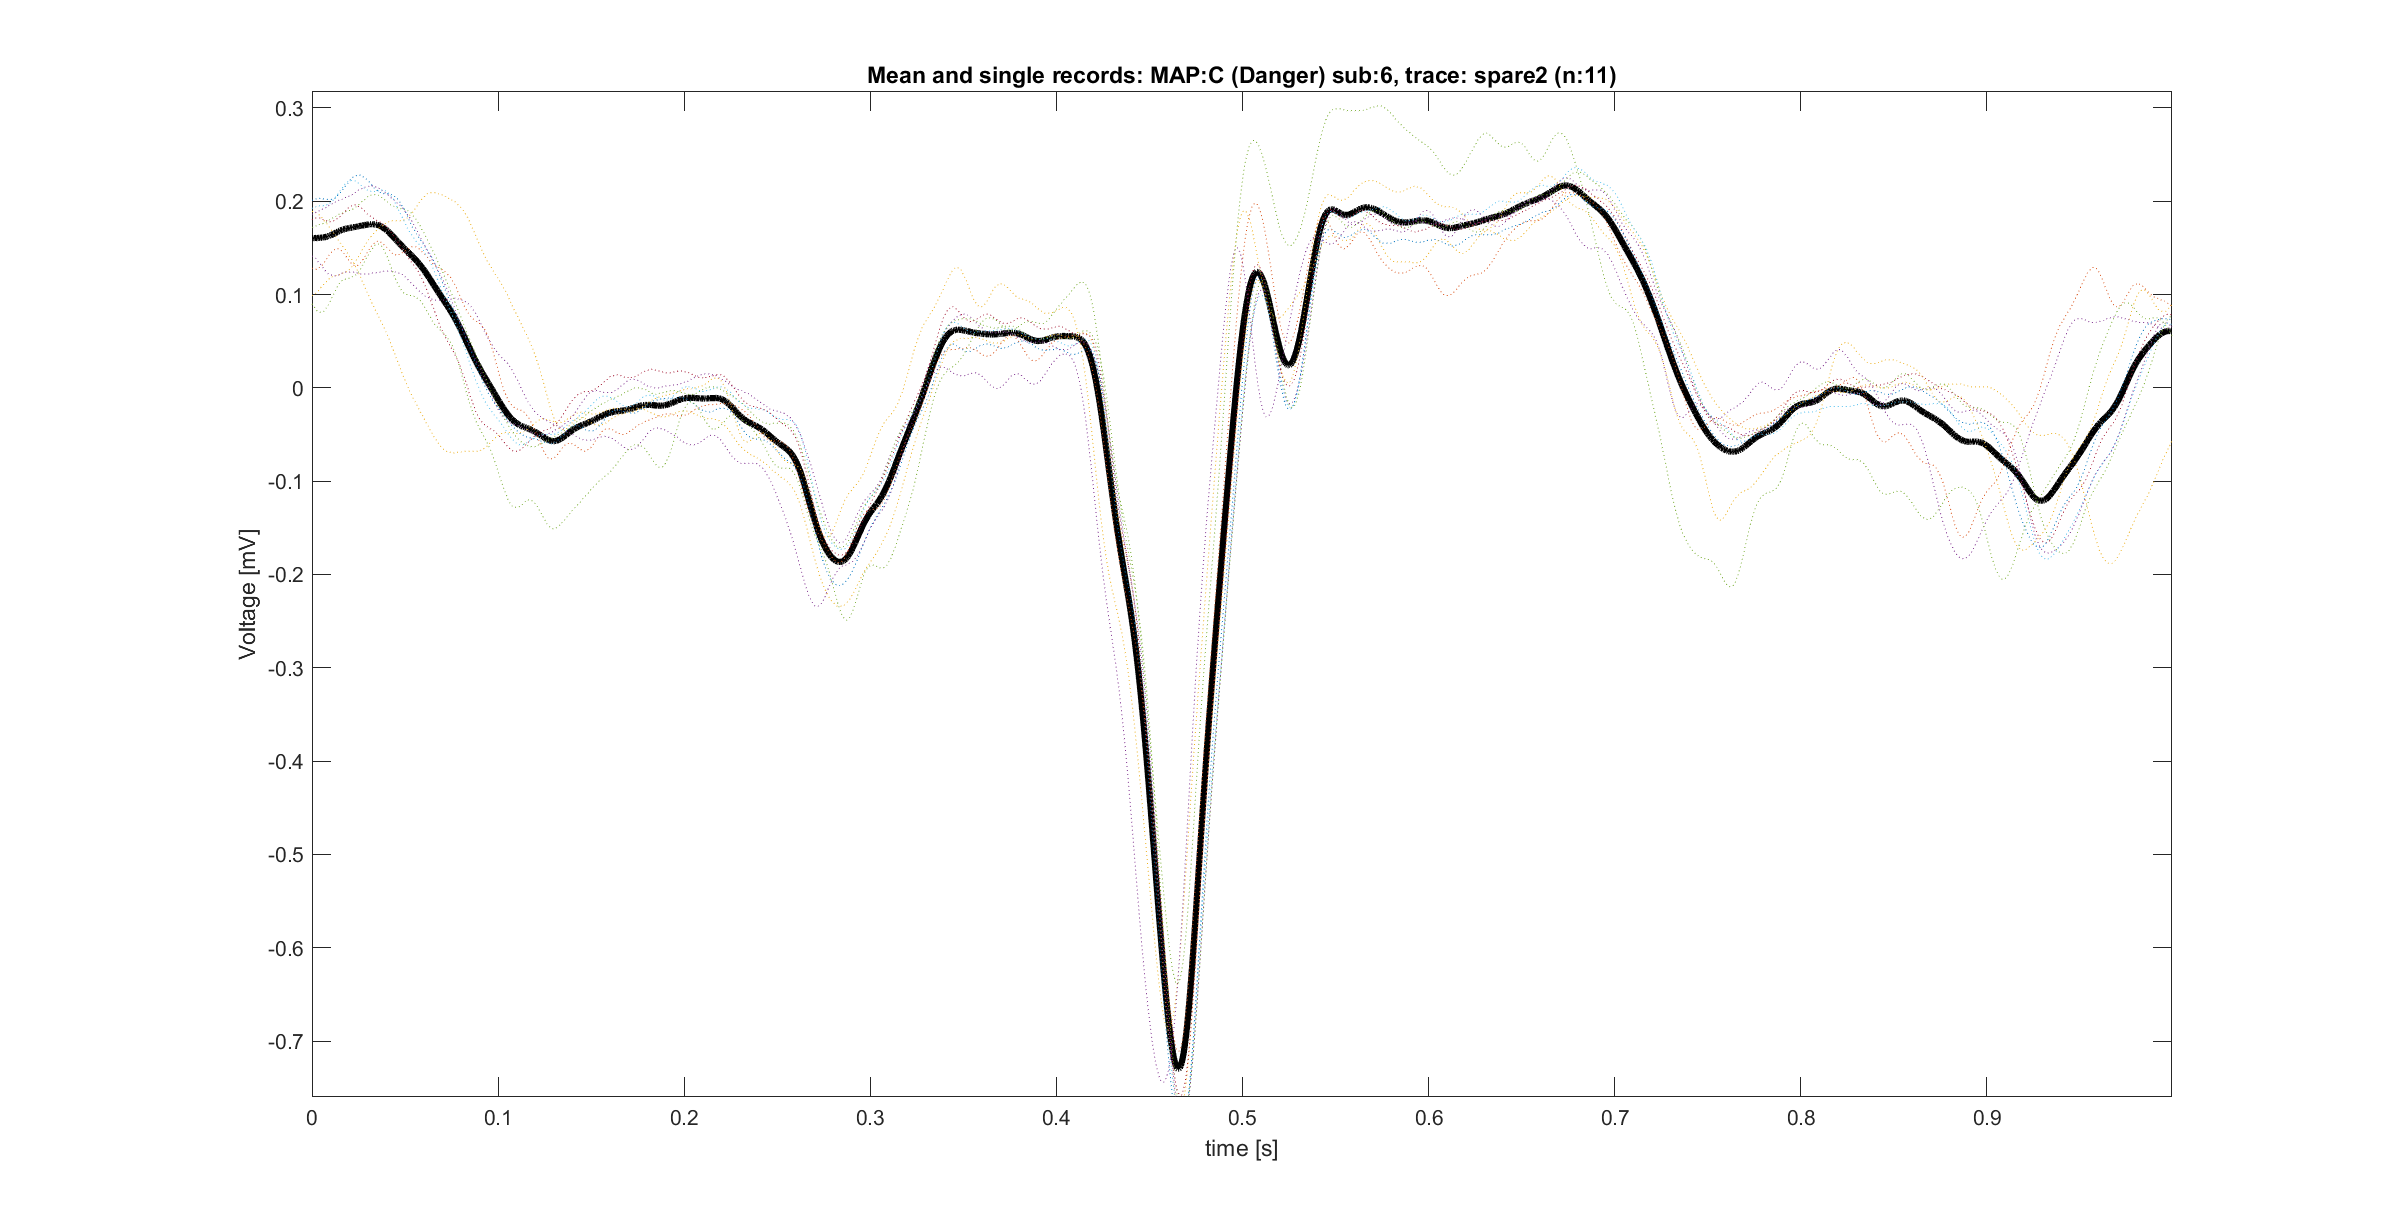 Mean and single records: MAP:C (Danger) sub:6, trace: spare2 (n:11)
0.3
0.2
0.1
0
-0.1
-0.2
-0.3
-0.4
-0.5
-0.6
-0.7
Voltage [mV]
0 0.1 0.2 0.3 0.4 0.5 0.6 0.7 0.8 0.9
time [s]